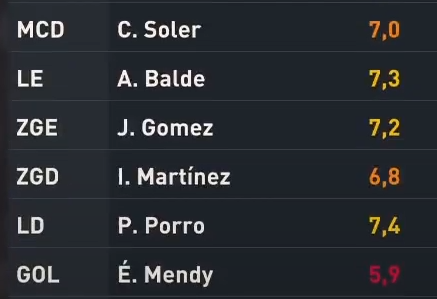 MCD C. Soler 7,0
LE A. Balde 7,3
ZGE J. Gomez 7,2
ZGD I. Martínez 6,8
LD P. Porro 7,4
GOL É. Mendy 5,9